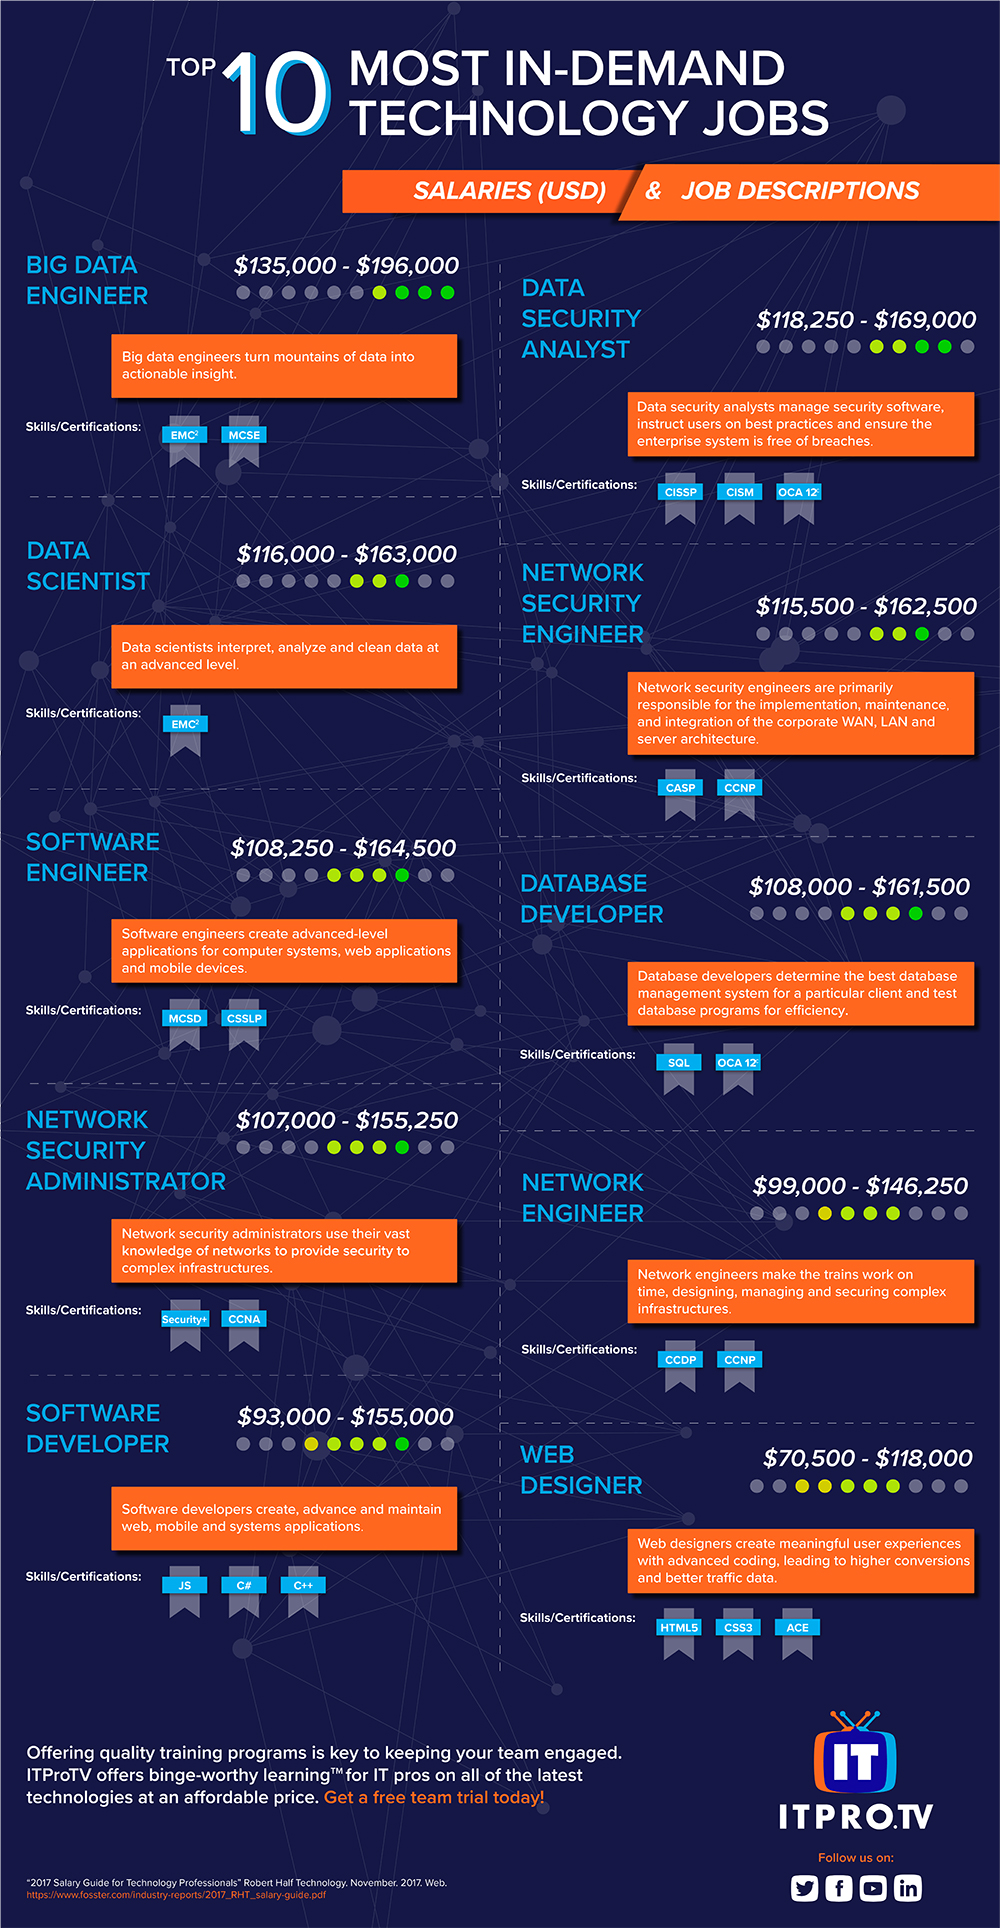 TOP 10 MOST IN-DEMAND
TECHNOLOGY JOBS
SALARIES (USD) & JOB DESCRIPTIONS
BIG DATA
ENGINEER
$135,000 - $196,000
Big data engineers turn mountains of data into
actionable insight.
Skills/Certifications:
EMC²
MCSE
DATA
SECURITY
ANALYST
$118,250 - $169,000
Data security analysts manage security software,
instruct users on best practices and ensure the
enterprise system is free of breaches.
Skills/Certifications:
CISSP
CISM
OCA 12ᶜ
DATA
SCIENTIST
$116,000 - $163,000
Data scientists interpret, analyze and clean data at
an advanced level.
Skills/Certifications:
EMC²
NETWORK
SECURITY
ENGINEER
$115,500 - $162,500
Network security engineers are primarily
responsible for the implementation, maintenance,
and integration of the corporate WAN, LAN and
server architecture.
Skills/Certifications:
CASP
CCNP
SOFTWARE
ENGINEER
$108,250 - $164,500
Software engineers create advanced-level
applications for computer systems, web applications
and mobile devices.
Skills/Certifications:
MCSD
CSSLP
DATABASE
DEVELOPER
$108,000 - $161,500
Database developers determine the best database
management system for a particular client and test
database programs for efficiency.
Skills/Certifications:
SQL
OCA 12ᶜ
NETWORK
SECURITY
ADMINISTRATOR
$107,000 - $155,250
Network security administrators use their vast
knowledge of networks to provide security to
complex infrastructures.
Skills/Certifications:
Security+
CCNA
NETWORK
ENGINEER
$99,000 - $146,250
Network engineers make the trains work on
time, designing, managing and securing complex
infrastructures.
Skills/Certifications:
CCDP
CCNP
SOFTWARE
DEVELOPER
$93,000 - $155,000
Software developers create, advance and maintain
web, mobile and systems applications.
Skills/Certifications:
JS
C#
C++
WEB
DESIGNER
$70,500 - $118,000
Web designers create meaningful user experiences
with advanced coding, leading to higher conversions
and better traffic data.
Skills/Certifications:
HTML5
CSS3
ACE
Offering quality training programs is key to keeping your team engaged.
ITProTV offers binge-worthy learning™ for IT pros on all of the latest
technologies at an affordable price. Get a free team trial today!
IT
ITPRO.TV
Follow us on:
"2017 Salary Guide for Technology Professionals" Robert Half Technology. November. 2017. Web.
https://www.fosster.com/industry-reports/2017_RHT_salary-guide.pdf